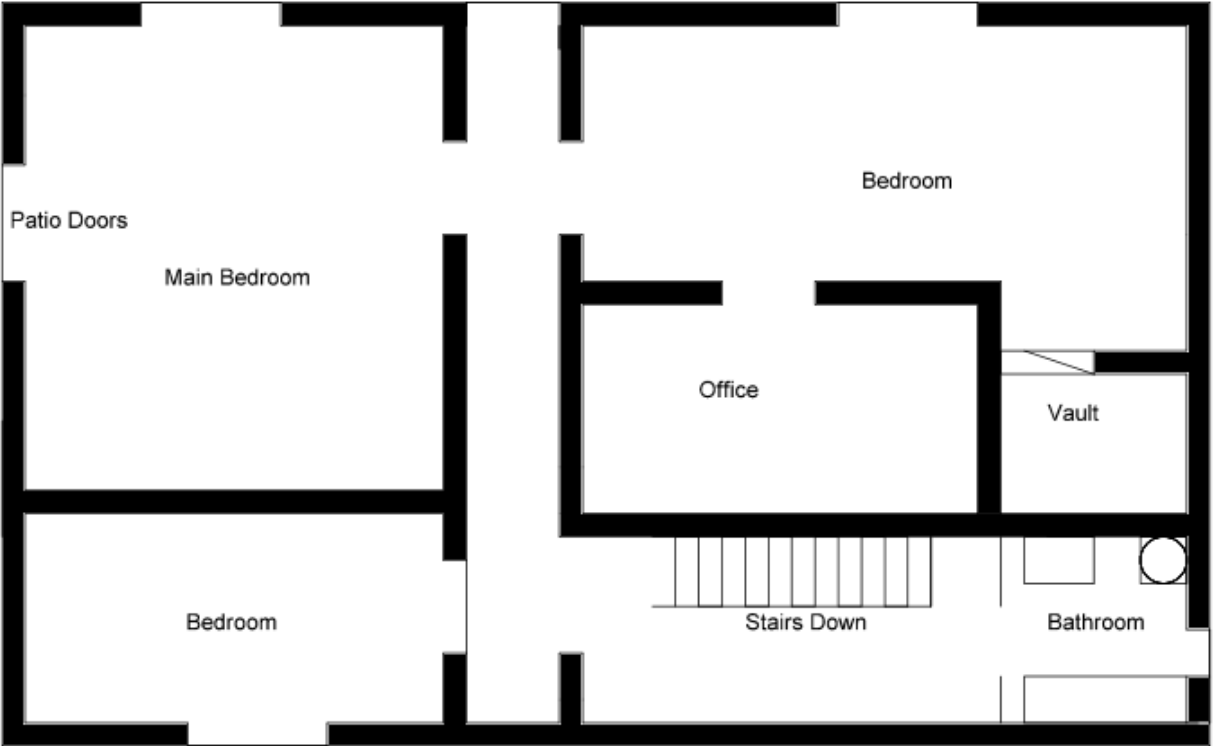 Bedroom
Patio Doors
Main Bedroom
Office
Vault
Bedroom
Stairs Down
Bathroom